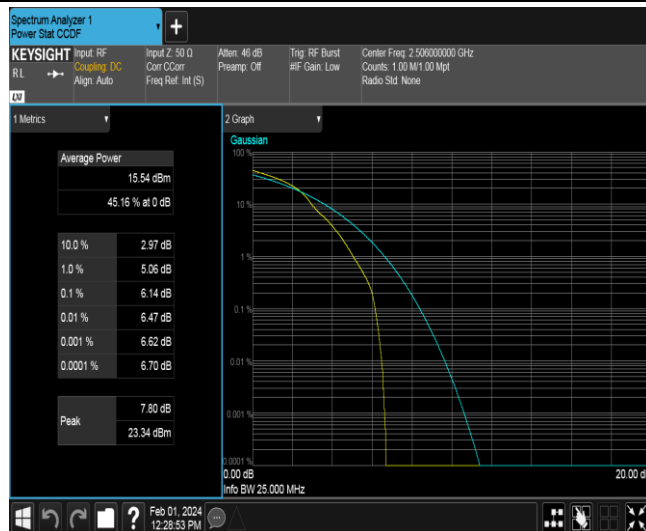 Spectrum Analyzer 1
Power Stat CCDF
+
KEYSIGHT
RL
Input: RF
Coupling: DC
Align: Auto
Input Z: 50 Ω
Corr CCorr
Freq Ref: Int (S)
Atten: 46 dB
Preamp: Off
Trig: RF Burst
#IF Gain: Low
Center Freq: 2.506000000 GHz
Counts: 1.00 M/1.00 Mpt
Radio Std: None
1 Metrics
Average Power
15.54 dBm
45.16 % at 0 dB
10.0 % 2.97 dB
1.0 % 5.06 dB
0.1 % 6.14 dB
0.01 % 6.47 dB
0.001 % 6.62 dB
0.0001 % 6.70 dB
Peak
7.80 dB
23.34 dBm
2 Graph
Gaussian
100 %
10 %
1 %
0.1 %
0.01 %
0.001 %
0.0001 %
0.00 dB
20.00 d
Info BW 25.000 MHz
?
Feb 01, 2024
12:28:53 PM